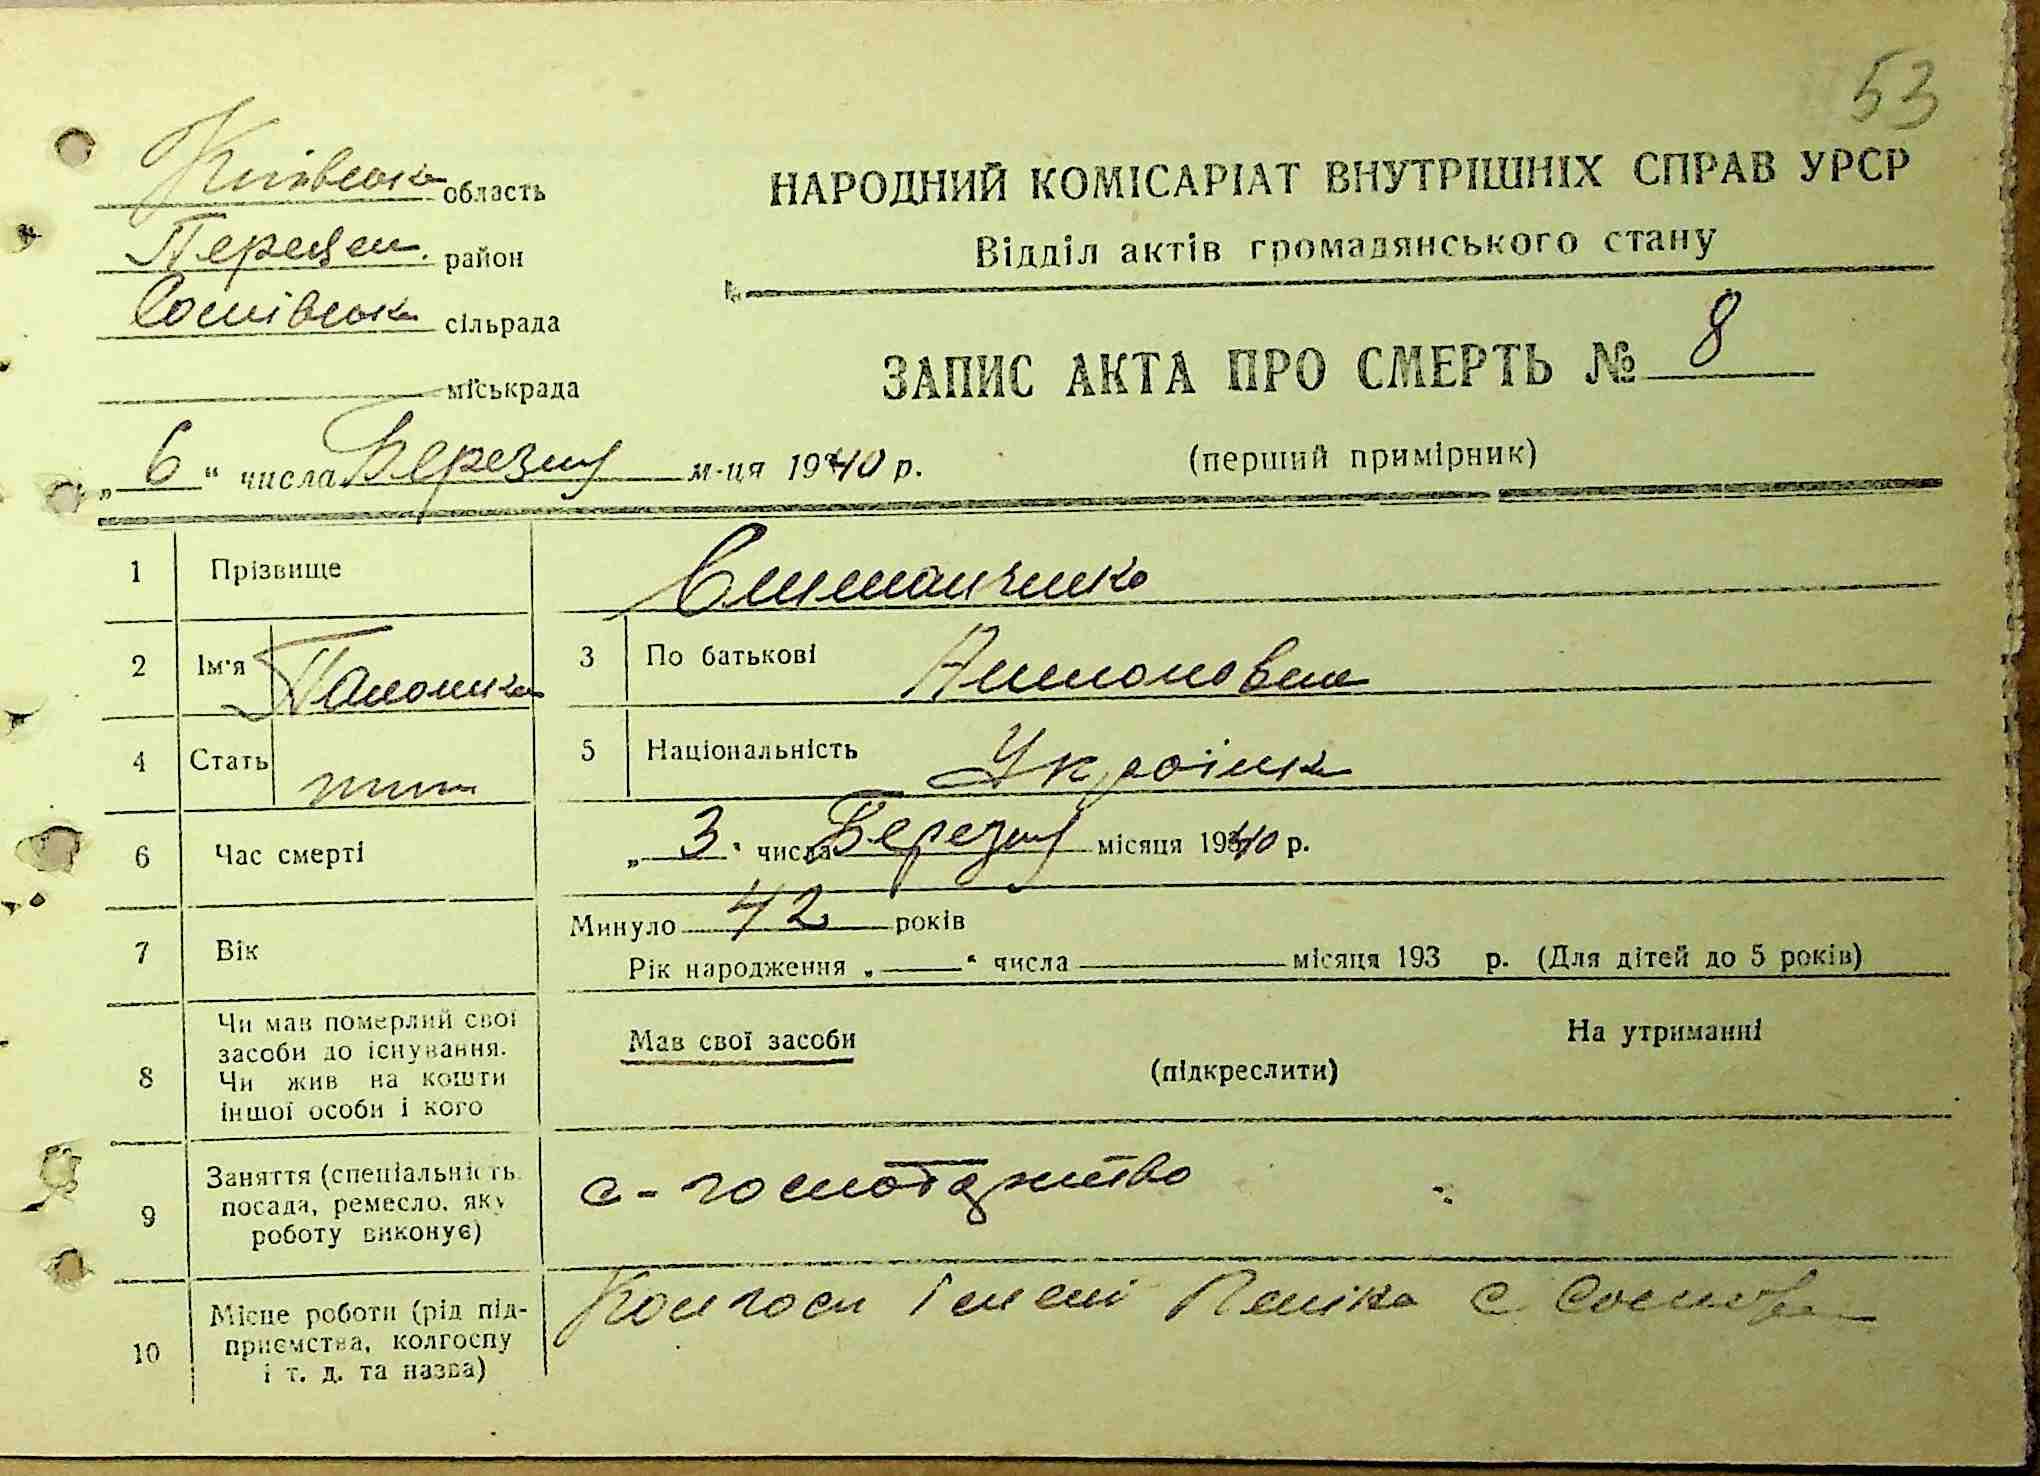 53
Київська область
Переясл. район
сільрада
міськрада
НАРОДНИЙ КОМІСАРІАТ ВНУТРІШНІХ СПРАВ УРСР
Відділ актів громадянського стану
ЗАПИС АКТА ПРО СМЕРТЬ № 8
(перший примірник)
„ 6 “ числа Березня м-ця 1940 р.
1 Прізвище
2 Ім'я
3 По батькові
4 Стать жін
5 Національність Українка
6 Час смерті „ 3 “ числа Березня місяця 1940 р.
7 Вік Минуло 42 років
Рік народження „ “ числа місяця 193 р. (Для дітей до 5 років)
8 Чи мав померлий свої
засоби до існування.
Чи жив на кошти
іншої особи і кого
Мав свої засоби
(підкреслити)
На утриманні
9 Заняття (спеціальність
посада, ремесло, яку
роботу виконує)
с-господарство
10 Місце роботи (рід під-
приємства, колгоспу
і т. д. та назва)
Колгосп імені с Соснова